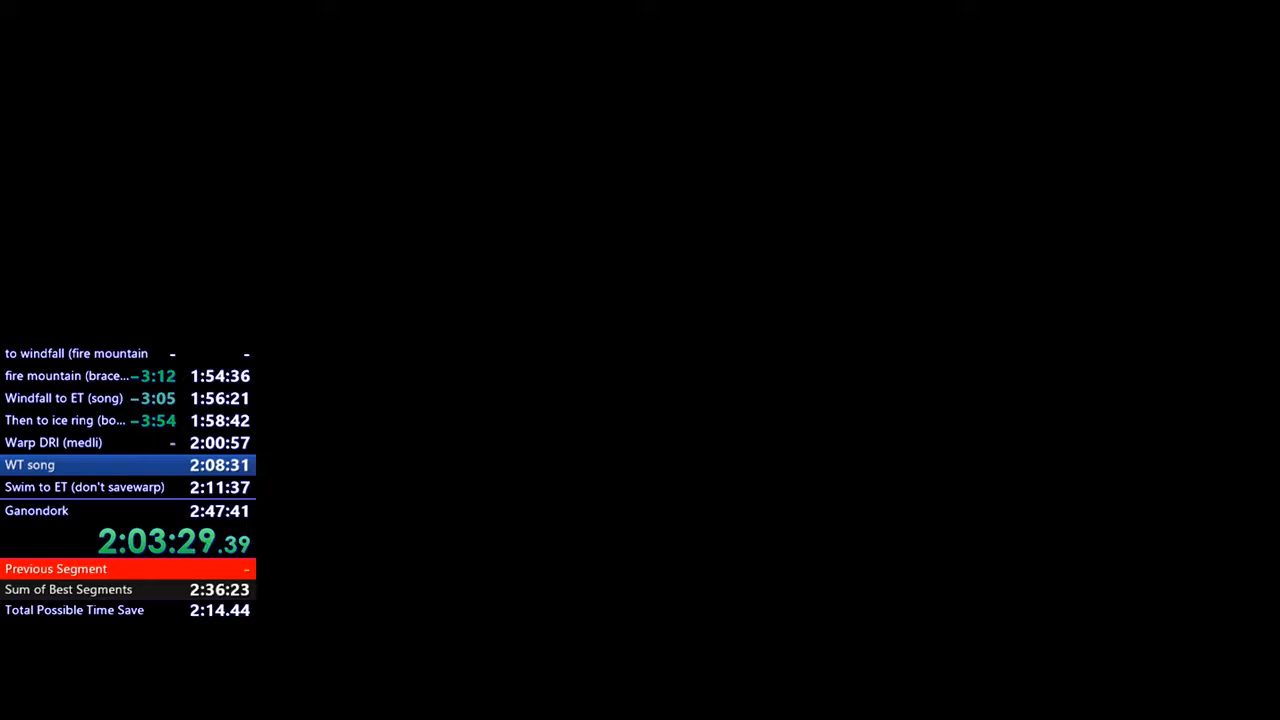 to windfall (fire mountain - -
fire mountain (brace... -3:12 1:54:36
Windfall to ET (song) -3:05 1:56:21
Then to ice ring (bo... -3:54 1:58:42
Warp DRI (medli) - 2:00:57
WT song 2:08:31
Swim to ET (don't savewarp) 2:11:37
Ganondork 2:47:41
2:03:29.39
Previous Segment -
Sum of Best Segments 2:36:23
Total Possible Time Save 2:14.44